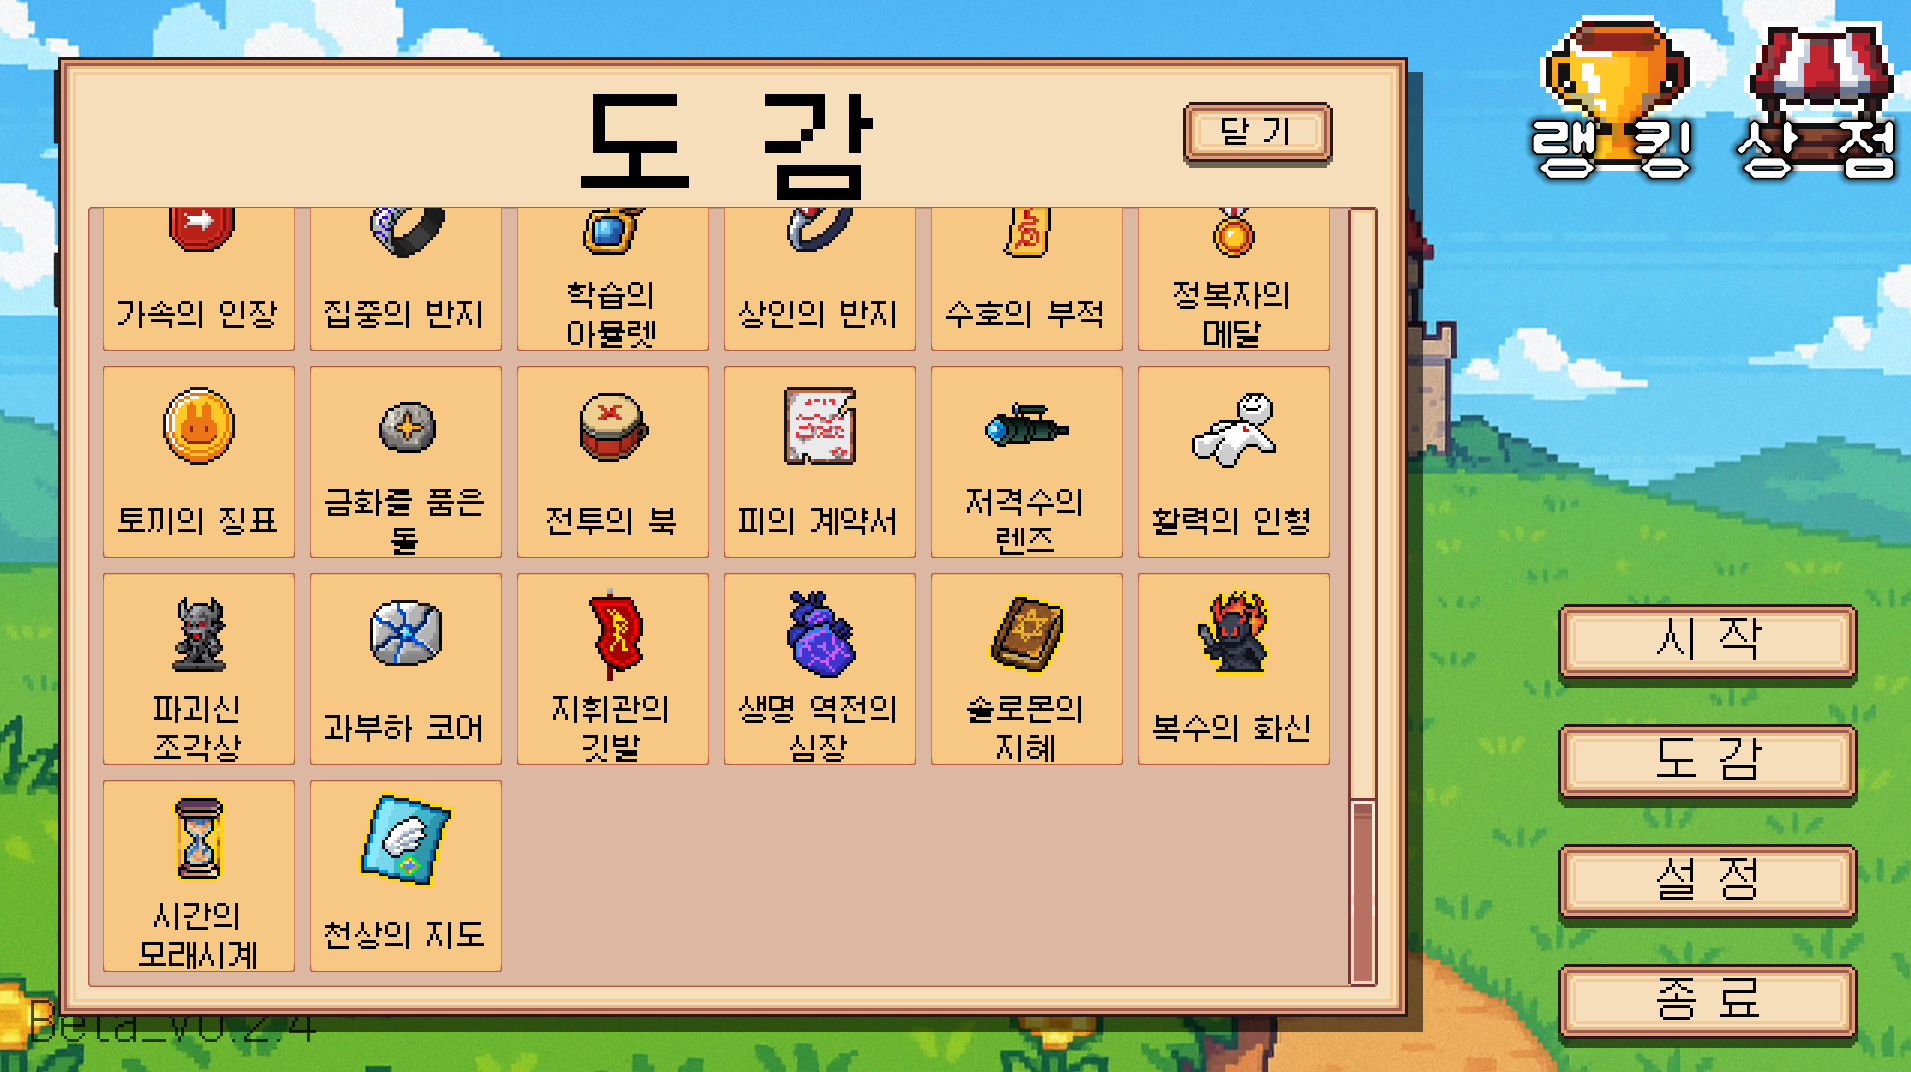 도감
닫기
랭킹
상점
가속의 인장
집중의 반지
학습의
아뮬렛
상인의 반지
수호의 부적
정복자의
메달
토끼의 징표
금화를 품은
돌
전투의 북
피의 계약서
저격수의
렌즈
활력의 인형
파괴신
조각상
과부하 코어
지휘관의
깃발
생명 역전의
심장
솔로몬의
지혜
복수의 화신
시간의
모래시계
천상의 지도
시작
도감
설정
종료
Beta_v0.2.4